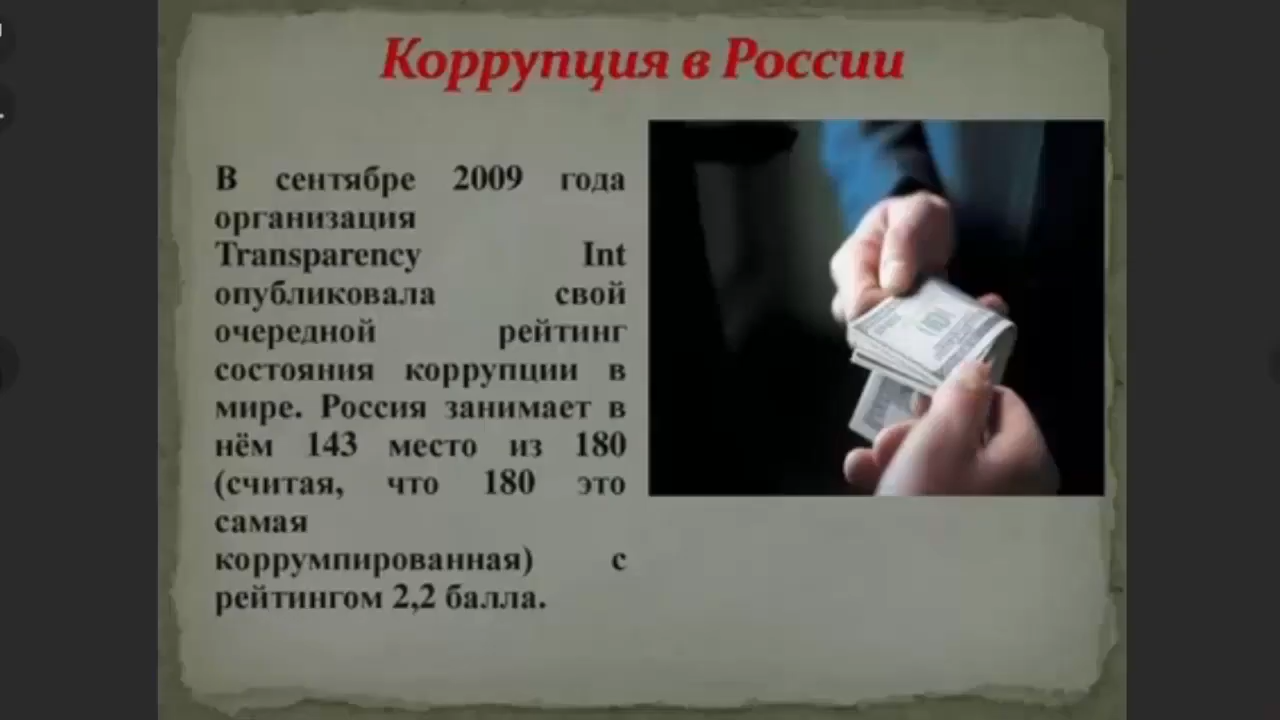 Коррупция в России
В сентябре 2009 года
организация
Transparency Int
опубликовала свой
очередной рейтинг
состояния коррупции в
мире. Россия занимает в
нём 143 место из 180
(считая, что 180 это
самая
коррумпированная) с
рейтингом 2,2 балла.